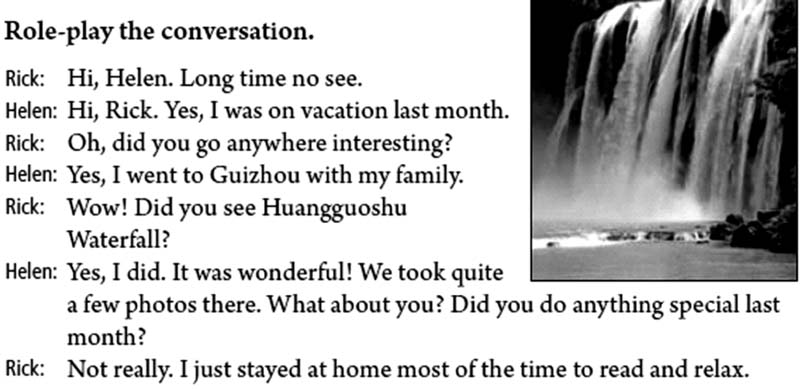 Role-play the conversation.
Rick: Hi, Helen. Long time no see.
Helen: Hi, Rick. Yes, I was on vacation last month.
Rick: Oh, did you go anywhere interesting?
Helen: Yes, I went to Guizhou with my family.
Rick: Wow! Did you see Huangguoshu
Waterfall?
Helen: Yes, I did. It was wonderful! We took quite
a few photos there. What about you? Did you do anything special last
month?
Rick: Not really. I just stayed at home most of the time to read and relax.